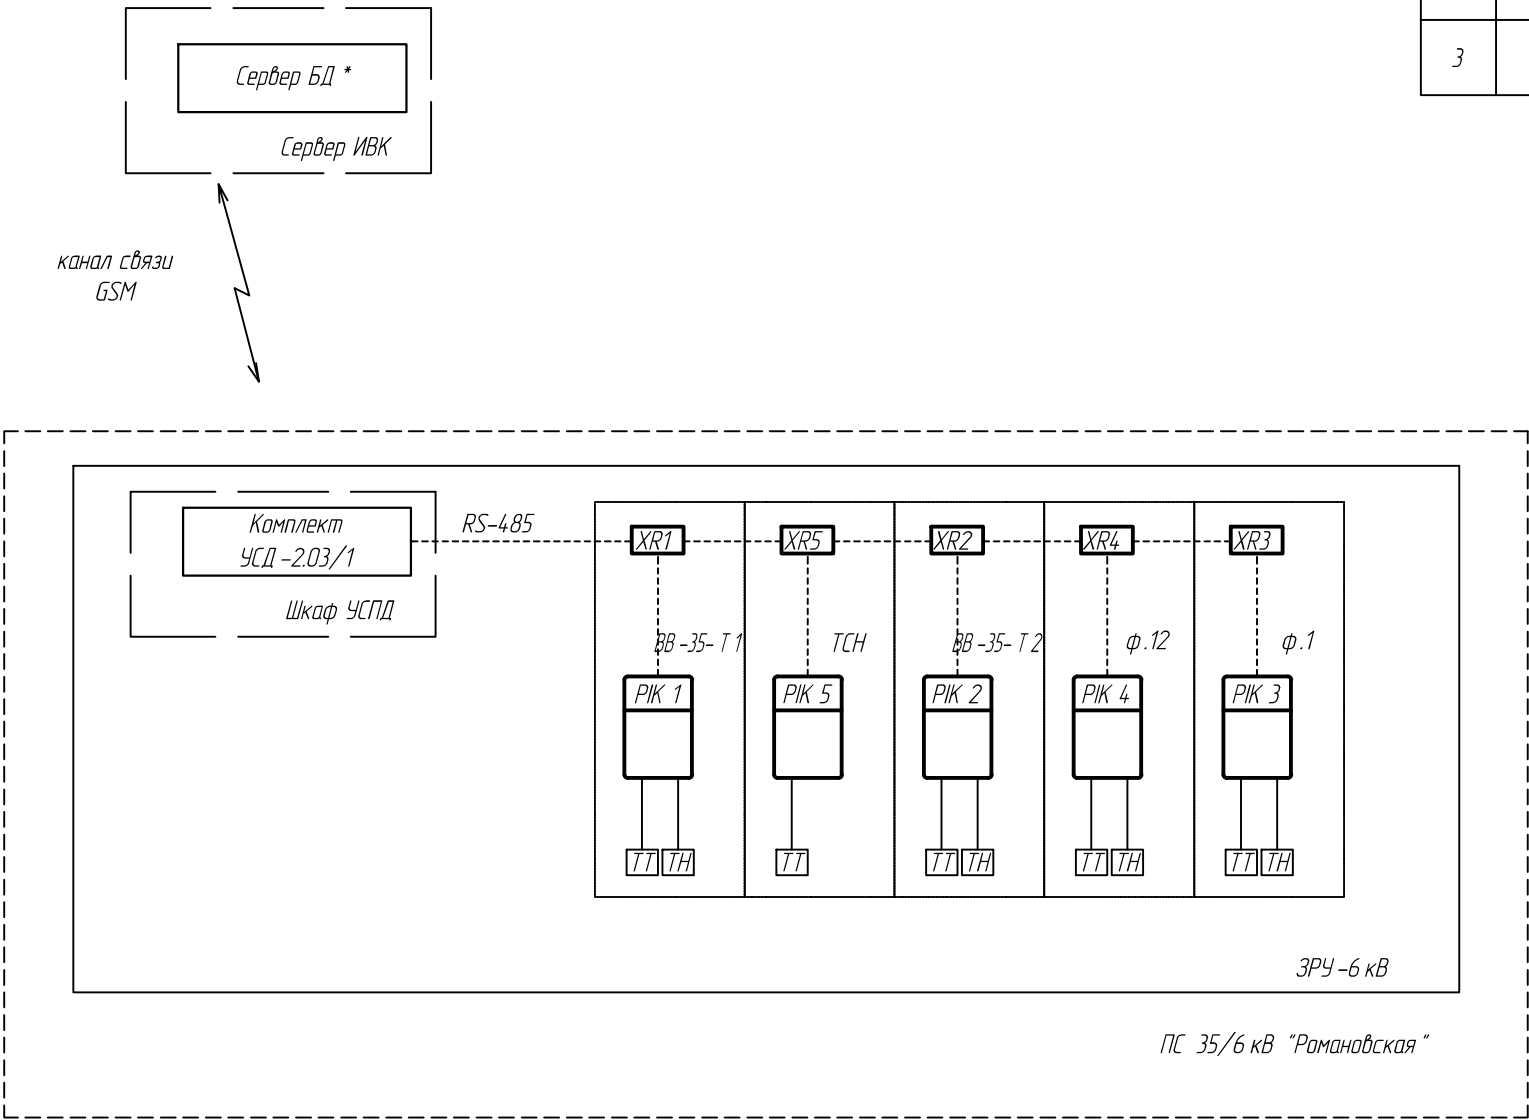 3
Сервер БД *
Сервер ИВК
канал связи
GSM
Комплект
УСД -2.03/1
Шкаф УСПД
RS-485
XR1
XR5
XR2
XR4
XR3
ВВ -35- Т 1
ТСН
ВВ -35- Т 2
ф .12
ф .1
PIK 1
PIK 5
PIK 2
PIK 4
PIK 3
ТТ ТН
ТТ
ТТ ТН
ТТ ТН
ТТ ТН
ЗРУ -6 кВ
ПС 35/6 кВ "Романовская "